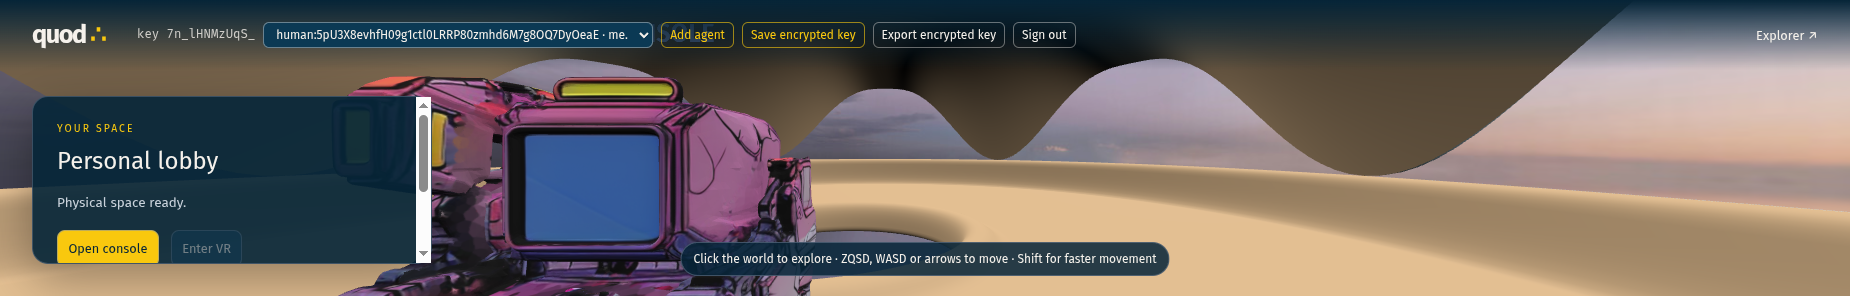 quod
key 7n_lHNMzUqS_
human:5pU3X8evhfH09g1ctl0LRRP80zmhd6M7g8OQ7DyOeaE · me.
Add agent
Save encrypted key
Export encrypted key
Sign out
Explorer ↗
YOUR SPACE
Personal lobby
Physical space ready.
Open console
Enter VR
Click the world to explore · ZQSD, WASD or arrows to move · Shift for faster movement